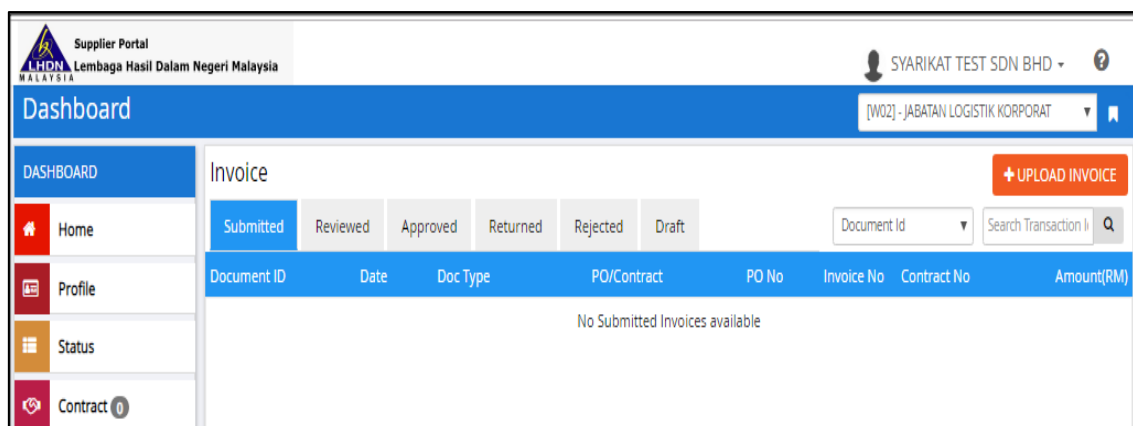 Supplier Portal
LHDN Lembaga Hasil Dalam Negeri Malaysia
MALAYSIA
SYARIKAT TEST SDN BHD
Dashboard
[W02] - JABATAN LOGISTIK KORPORAT
DASHBOARD
Invoice
+ UPLOAD INVOICE
Submitted Reviewed Approved Returned Rejected Draft
Document Id
Search Transaction
Home
Document ID Date Doc Type PO/Contract PO No Invoice No Contract No Amount(RM)
Profile
No Submitted Invoices available
Status
Contract 0